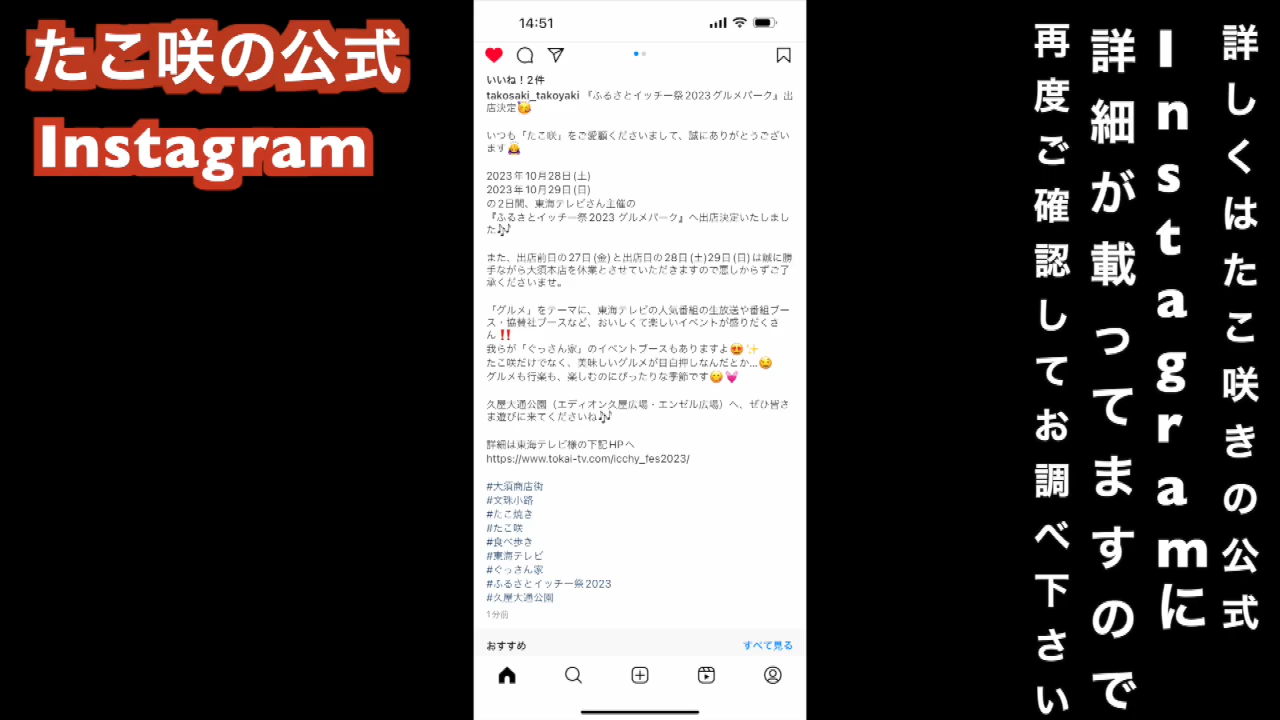 たこ咲の公式
Instagram
14:51
いいね！2件
takosaki_takoyaki 『ふるさとイッチー祭2023グルメパーク』出
店決定🥳
いつも「たこ咲」をご愛顧くださいまして、誠にありがとうござい
ます🙇‍♀️
2023年10月28日(土)
2023年10月29日(日)
の2日間、東海テレビさん主催の
『ふるさとイッチー祭2023 グルメパーク』へ出店決定いたしまし
た🎶
また、出店前日の27日(金)と出店日の28日(土)29日(日)は誠に勝
手ながら大須本店を休業とさせていただきますので悪しからずご了
承くださいませ。
「グルメ」をテーマに、東海テレビの人気番組の生放送や番組ブー
ス・協賛社ブースなど、おいしくて楽しいイベントが盛りだくさ
ん‼️
我らが「ぐっさん家」のイベントブースもありますよ😍✨
たこ咲だけでなく、美味しいグルメが目白押しなんだとか…😋
グルメも行楽も、楽しむのにぴったりな季節です😋💓
久屋大通公園（エディオン久屋広場・エンゼル広場）へ、ぜひ皆さ
ま遊びに来てくださいね🎶
詳細は東海テレビ様の下記HPへ
https://www.tokai-tv.com/icchy_fes2023/
#大須商店街
#文殊小路
#たこ焼き
#たこ咲
#食べ歩き
#東海テレビ
#ぐっさん家
#ふるさとイッチー祭2023
#久屋大通公園
1分前
おすすめ
すべて見る
詳しくはたこ咲きの公式
Instagramに
詳細が載ってますので
再度ご確認してお調べ下さい